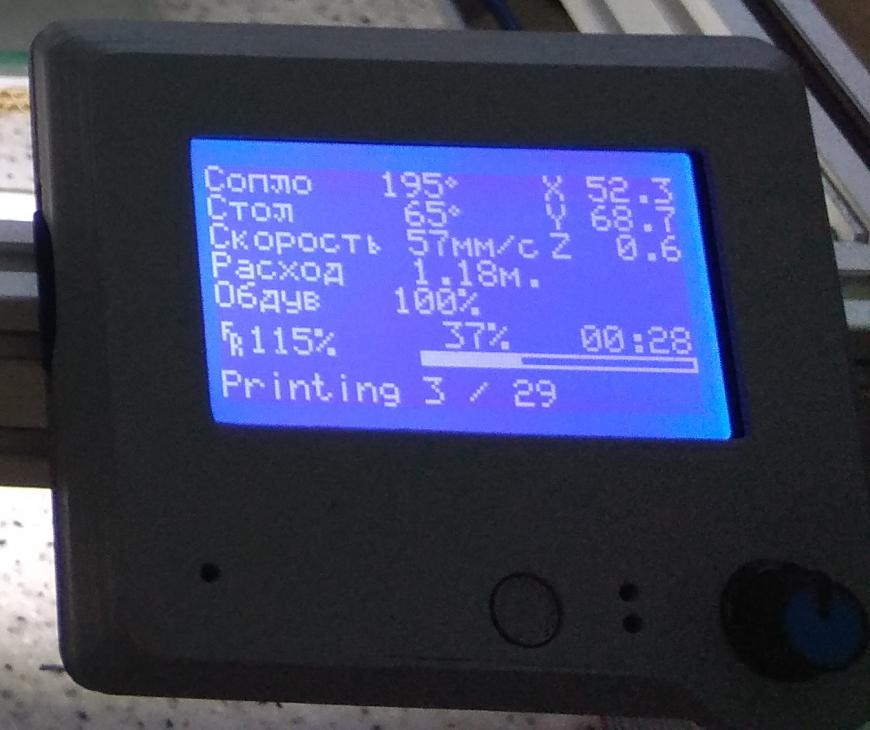 Сопло 195° X 52.3
Стол 65° Y 68.7
Скорость 57мм/с Z 0.6
Расход 1.18м.
Обдув 100%
FR 115% 37% 00:28
Printing 3 / 29